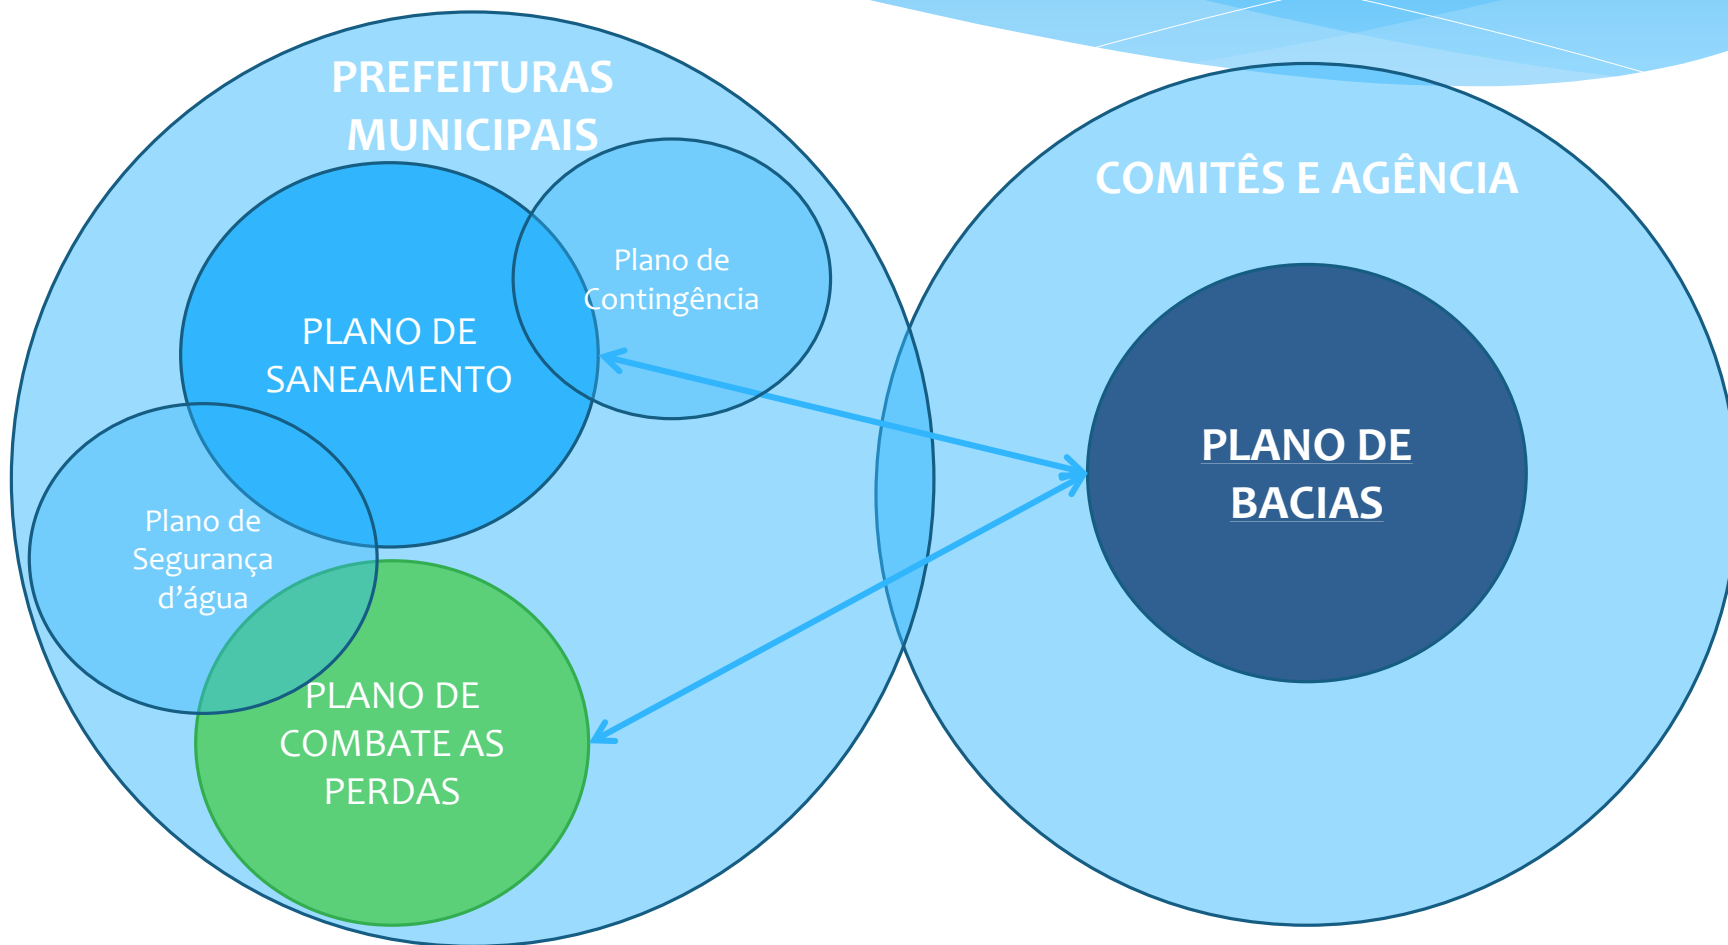 PREFEITURAS
MUNICIPAIS
COMITÊS E AGÊNCIA
Plano de
Contingência
PLANO DE
SANEAMENTO
PLANO DE
BACIAS
Plano de
Segurança
d’água
PLANO DE
COMBATE AS
PERDAS